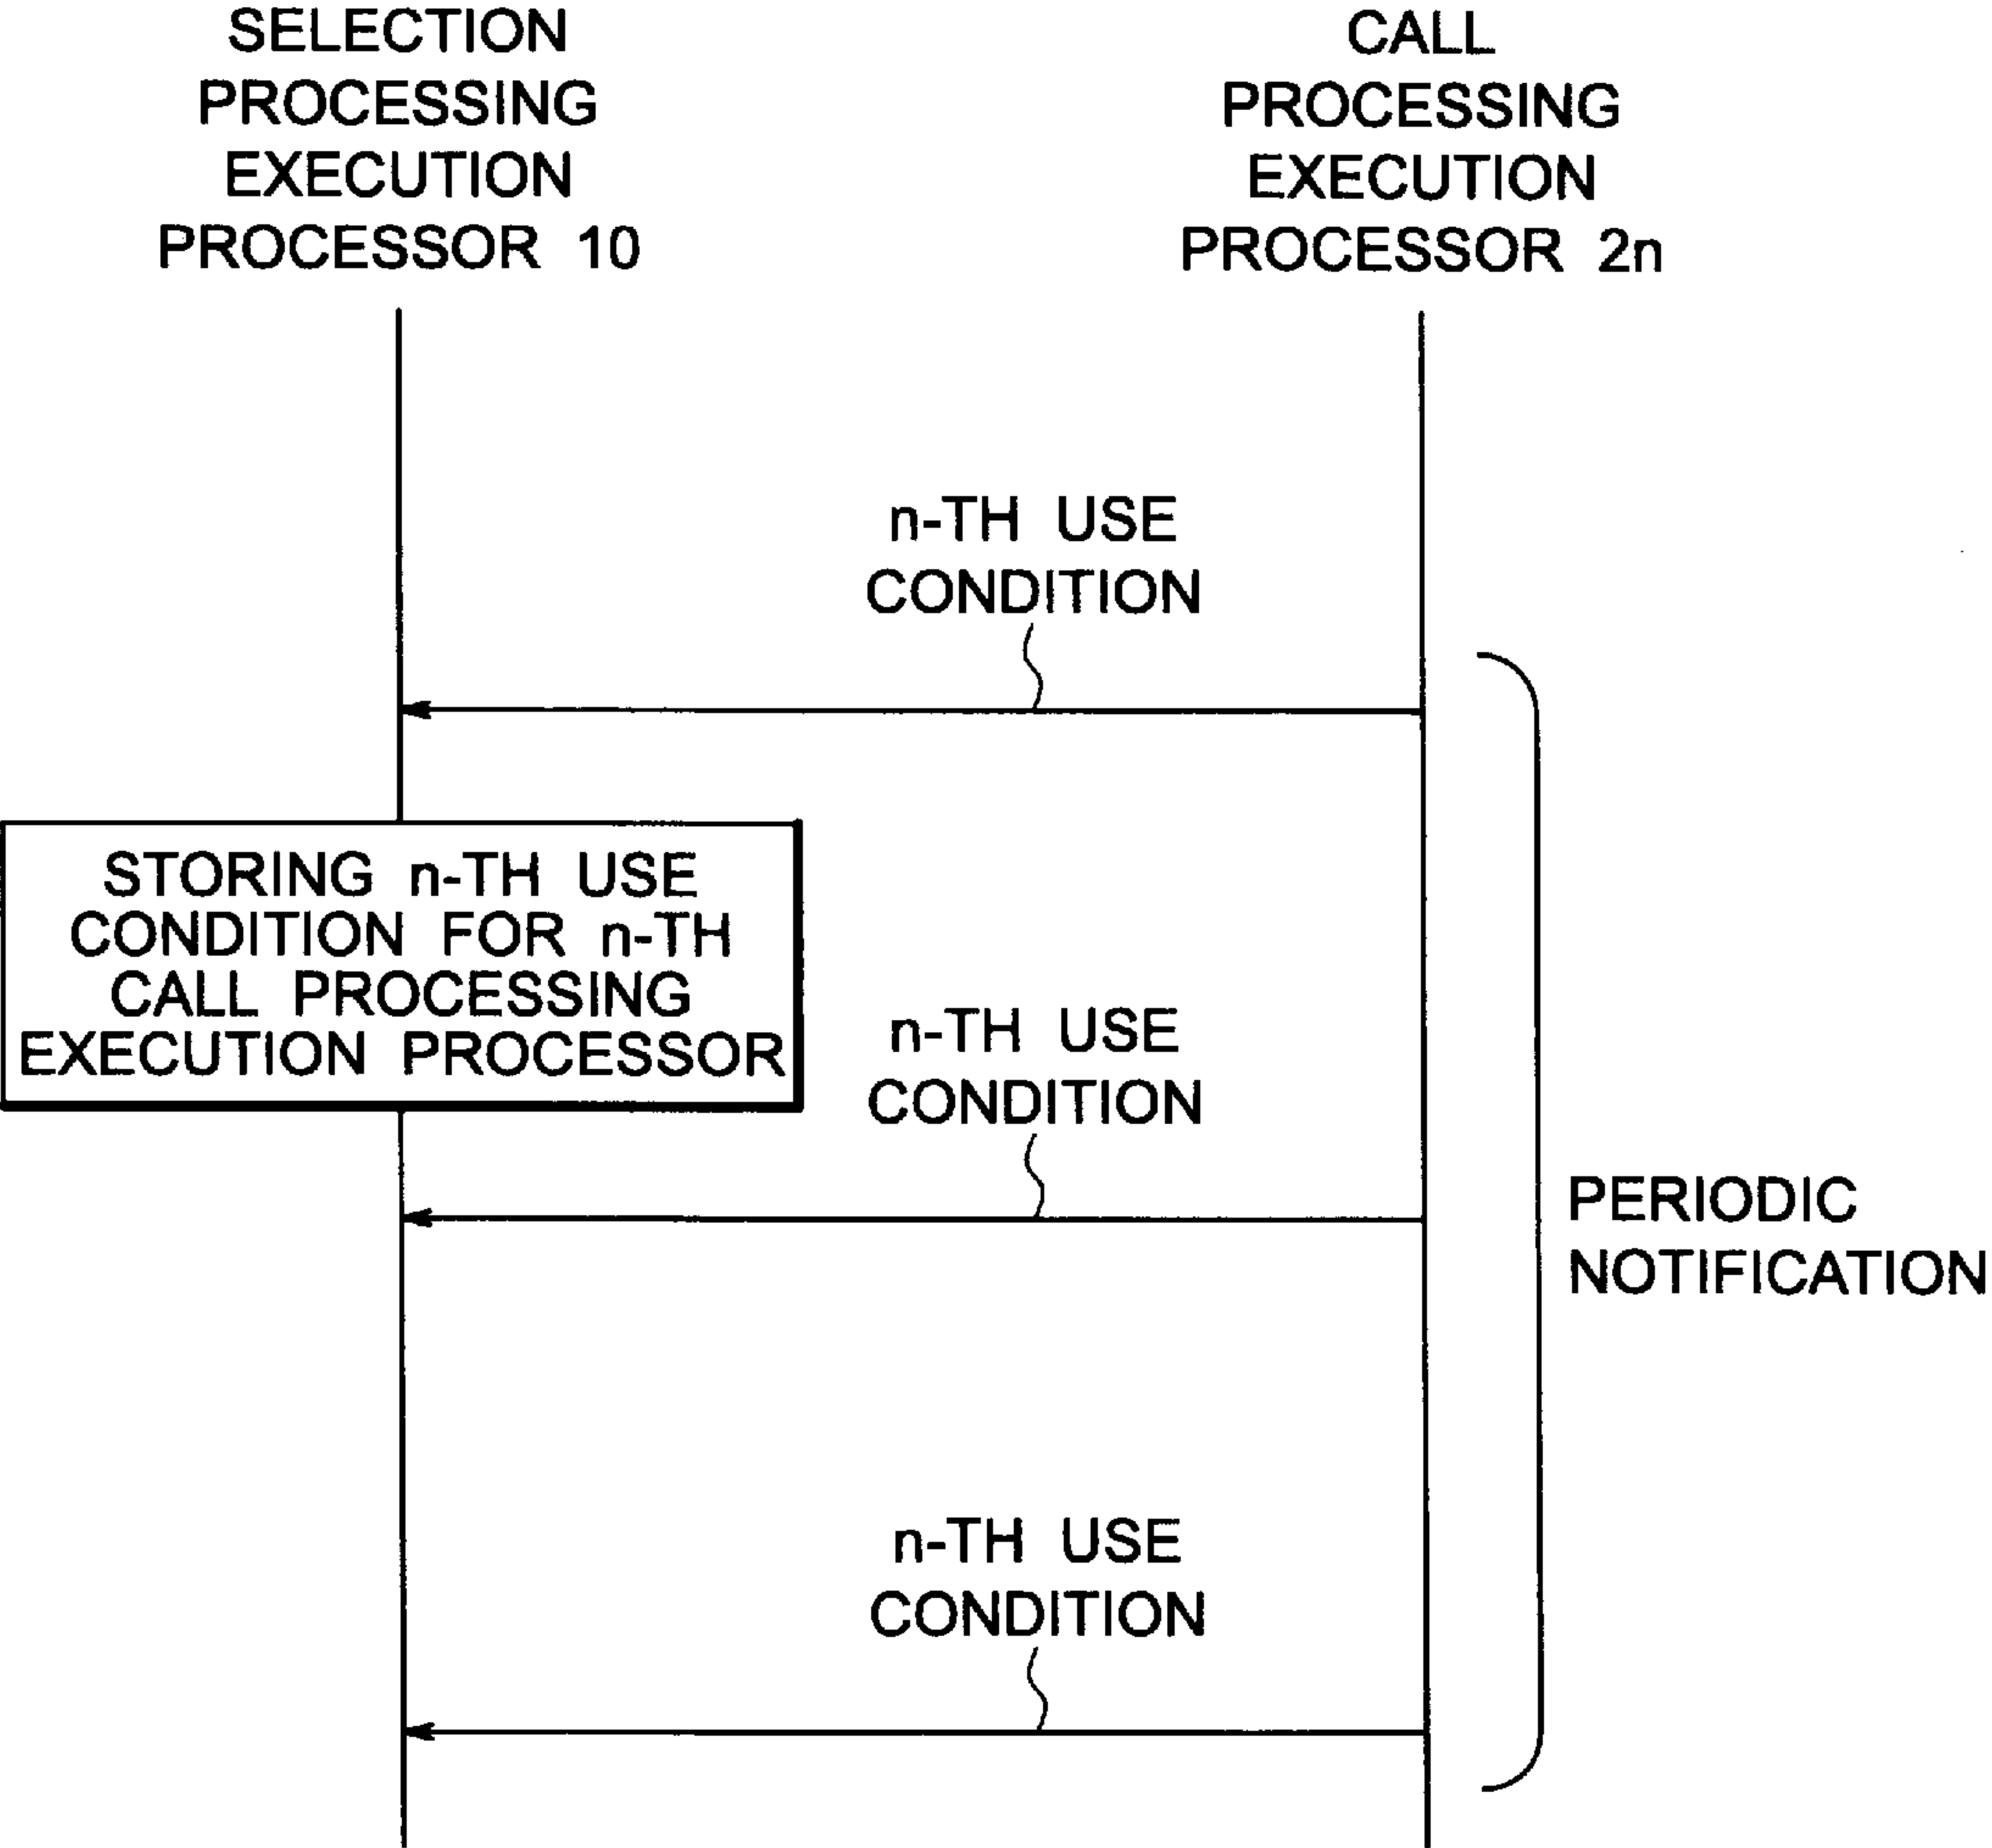 SELECTION
PROCESSING
EXECUTION
PROCESSOR 10
CALL
PROCESSING
EXECUTION
PROCESSOR 2n
n-TH USE
CONDITION
STORING n-TH USE
CONDITION FOR n-TH
CALL PROCESSING
EXECUTION PROCESSOR
n-TH USE
CONDITION
PERIODIC
NOTIFICATION
n-TH USE
CONDITION